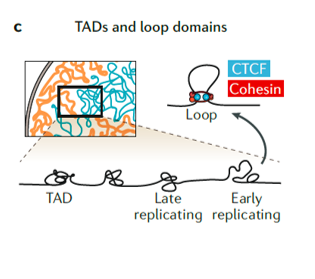 c
TADs and loop domains
CTCF
Cohesin
Loop
TAD
Late replicating
Early replicating